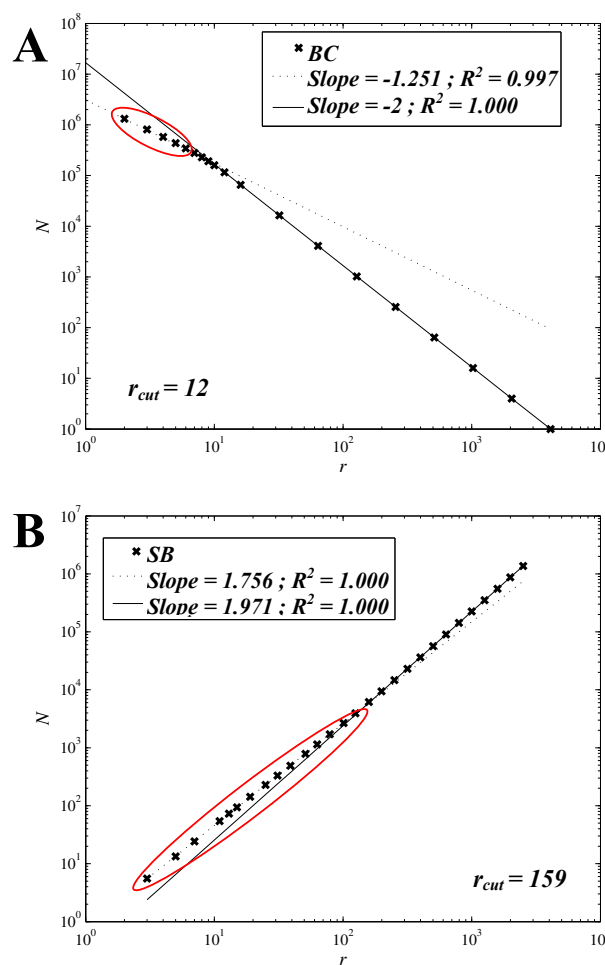 A
BC
Slope = -1.251 ; R² = 0.997
Slope = -2 ; R² = 1.000
10⁸
10⁷
10⁶
10⁵
10⁴
10³
10²
10¹
10⁰
N
r_cut = 12
10⁰ 10¹ 10² 10³ 10
r
B
SB
Slope = 1.756 ; R² = 1.000
Slope = 1.971 ; R² = 1.000
10⁷
10⁶
10⁵
10⁴
10³
10²
10¹
10⁰
N
r_cut = 159
10⁰ 10¹ 10² 10³ 10
r